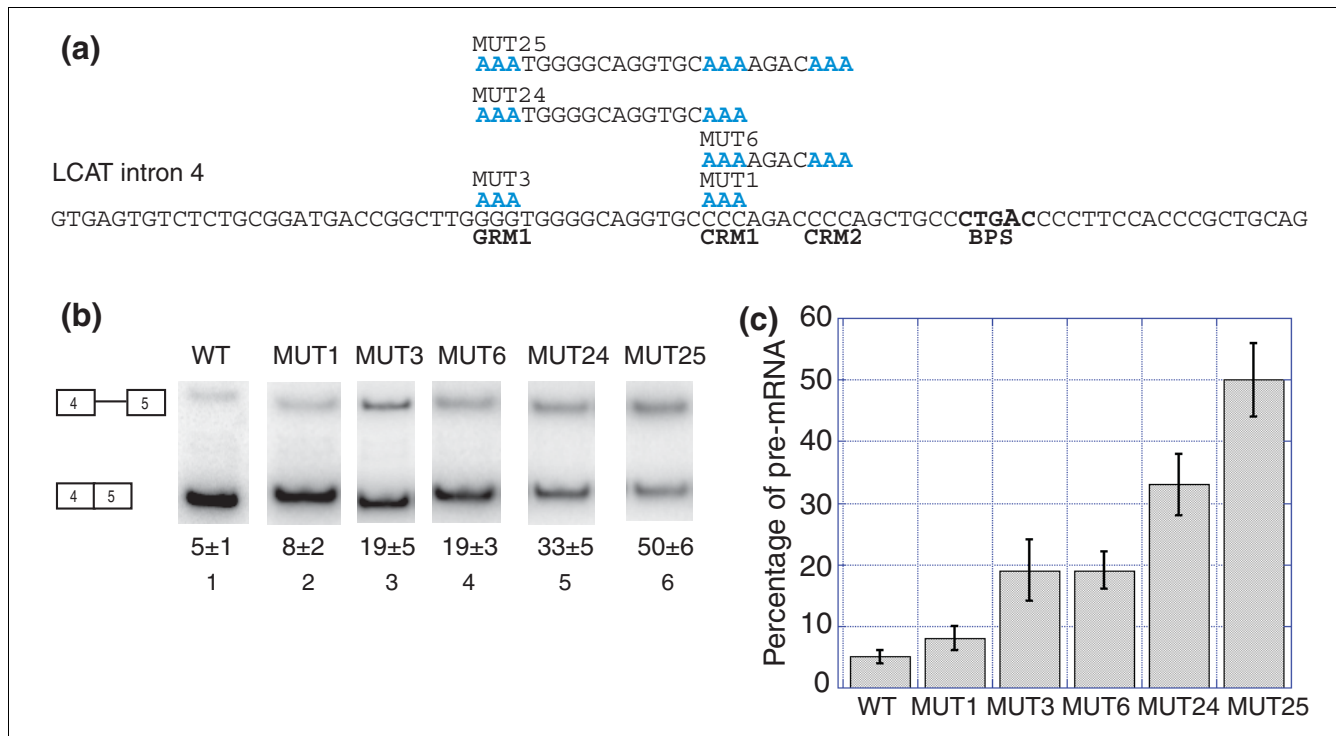 (a)
MUT25
AAATGGGGCAGGTGCAAAAGACAAA
MUT24
AAATGGGGCAGGTGCAAA
MUT6
AAAAGACAAA
LCAT intron 4
MUT3 MUT1
AAA AAA
GTGAGTGTCTCTGCGGATGACCGGCTTGGGGTGGGGCAGGTGCCCCAGACCCCAGCTGCCCTGACCCCTTCCACCCGCTGCAG
GRM1 CRM1 CRM2 BPS
(b)
WT MUT1 MUT3 MUT6 MUT24 MUT25
4 5
4 5
5±1 8±2 19±5 19±3 33±5 50±6
1 2 3 4 5 6
(c)
Percentage of pre-mRNA
60
50
40
30
20
10
0
WT MUT1 MUT3 MUT6 MUT24 MUT25